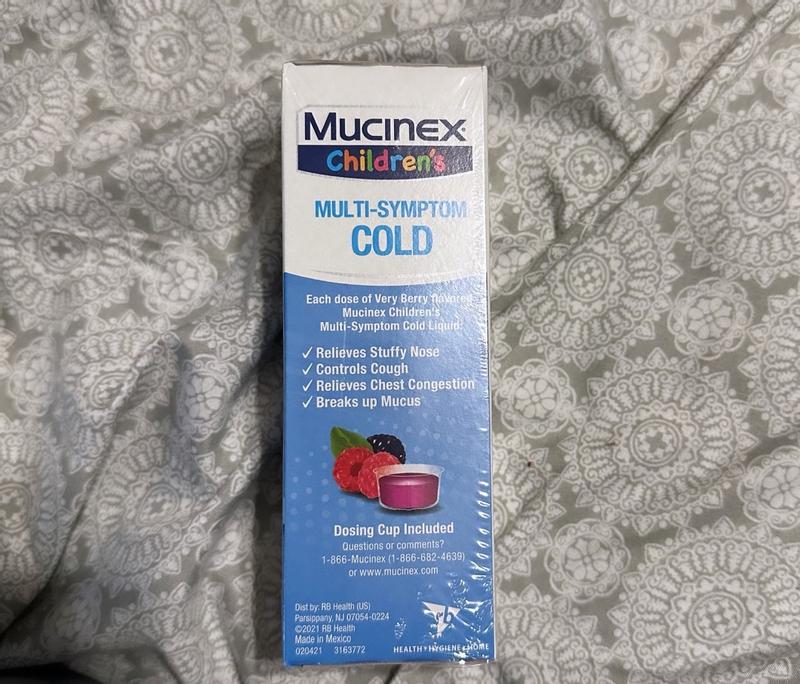 Mucinex
Children's
MULTI-SYMPTOM
COLD
Each dose of Very Berry flavored
Mucinex Children's
Multi-Symptom Cold Liquid:
✓ Relieves Stuffy Nose
✓ Controls Cough
✓ Relieves Chest Congestion
✓ Breaks up Mucus
Dosing Cup Included
Questions or comments?
1-866-Mucinex (1-866-682-4639)
or www.mucinex.com
Dist by: RB Health (US)
Parsippany, NJ 07054-0224
©2021 RB Health
Made in Mexico
020421 3163772
rb
HEALTH • HYGIENE • HOME